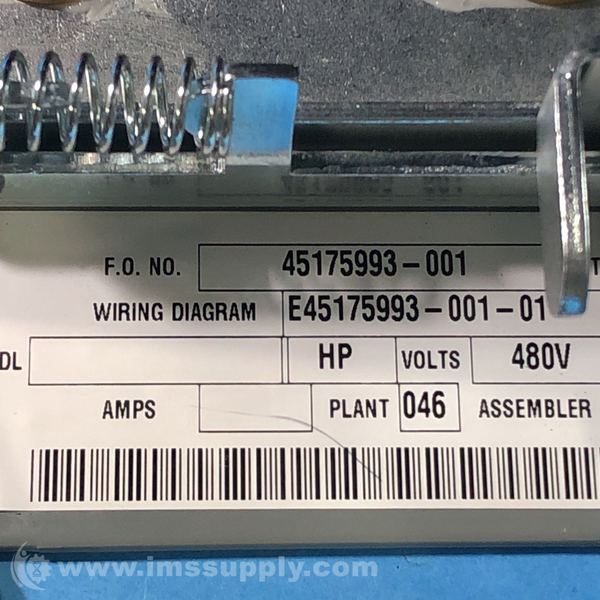 F.O. NO. 45175993-001
WIRING DIAGRAM E45175993-001-01
DL HP VOLTS 480V
AMPS PLANT 046 ASSEMBLER
www.imssupply.com